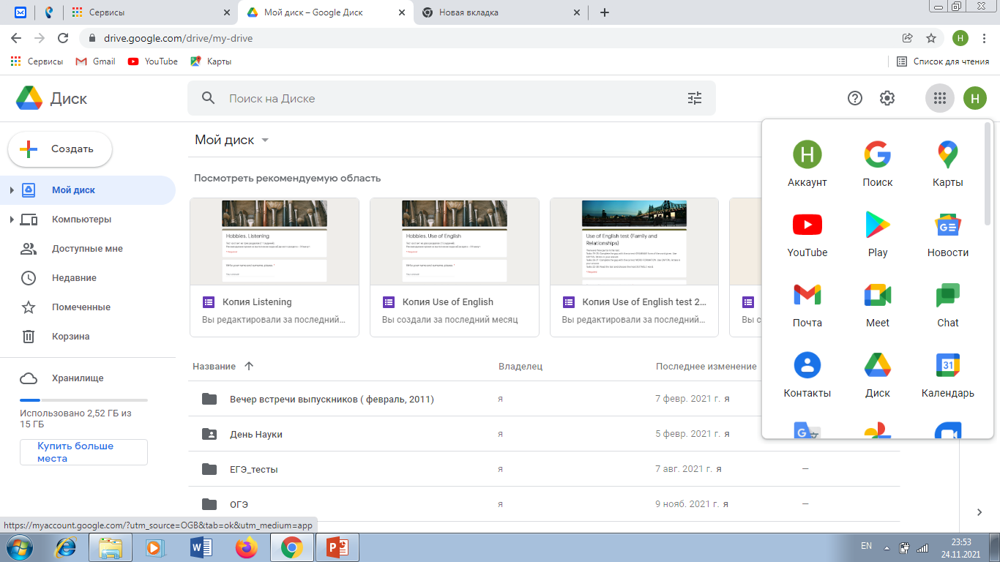 Сервисы
Мой диск – Google Диск
Новая вкладка
drive.google.com/drive/my-drive
H
Сервисы
Gmail
YouTube
Карты
Список для чтения
Диск
Поиск на Диске
H
Создать
Мой диск
Компьютеры
Доступные мне
Недавние
Помеченные
Корзина
Хранилище
Использовано 2,52 ГБ из
15 ГБ
Купить больше
места
Мой диск
Посмотреть рекомендуемую область
Hobbies. Listening
Hobbies. Use of English
Use of English test (Family and
Relationships)
Копия Listening
Вы редактировали за последний...
Копия Use of English
Вы создали за последний месяц
Копия Use of English test 2...
Вы редактировали за последний...
Вы с
Название
Владелец
Последнее изменение
Вечер встречи выпускников ( февраль, 2011)
я
7 февр. 2021 г. я
День Науки
я
5 февр. 2021 г. я
ЕГЭ_тесты
я
7 авг. 2021 г. я
—
ОГЭ
я
9 нояб. 2021 г. я
—
H
Аккаунт
Поиск
Карты
YouTube
Play
Новости
Почта
Meet
Chat
Контакты
Диск
31
Календарь
https://myaccount.google.com/?utm_source=OGB&tab=ok&utm_medium=app
EN
23:53
24.11.2021